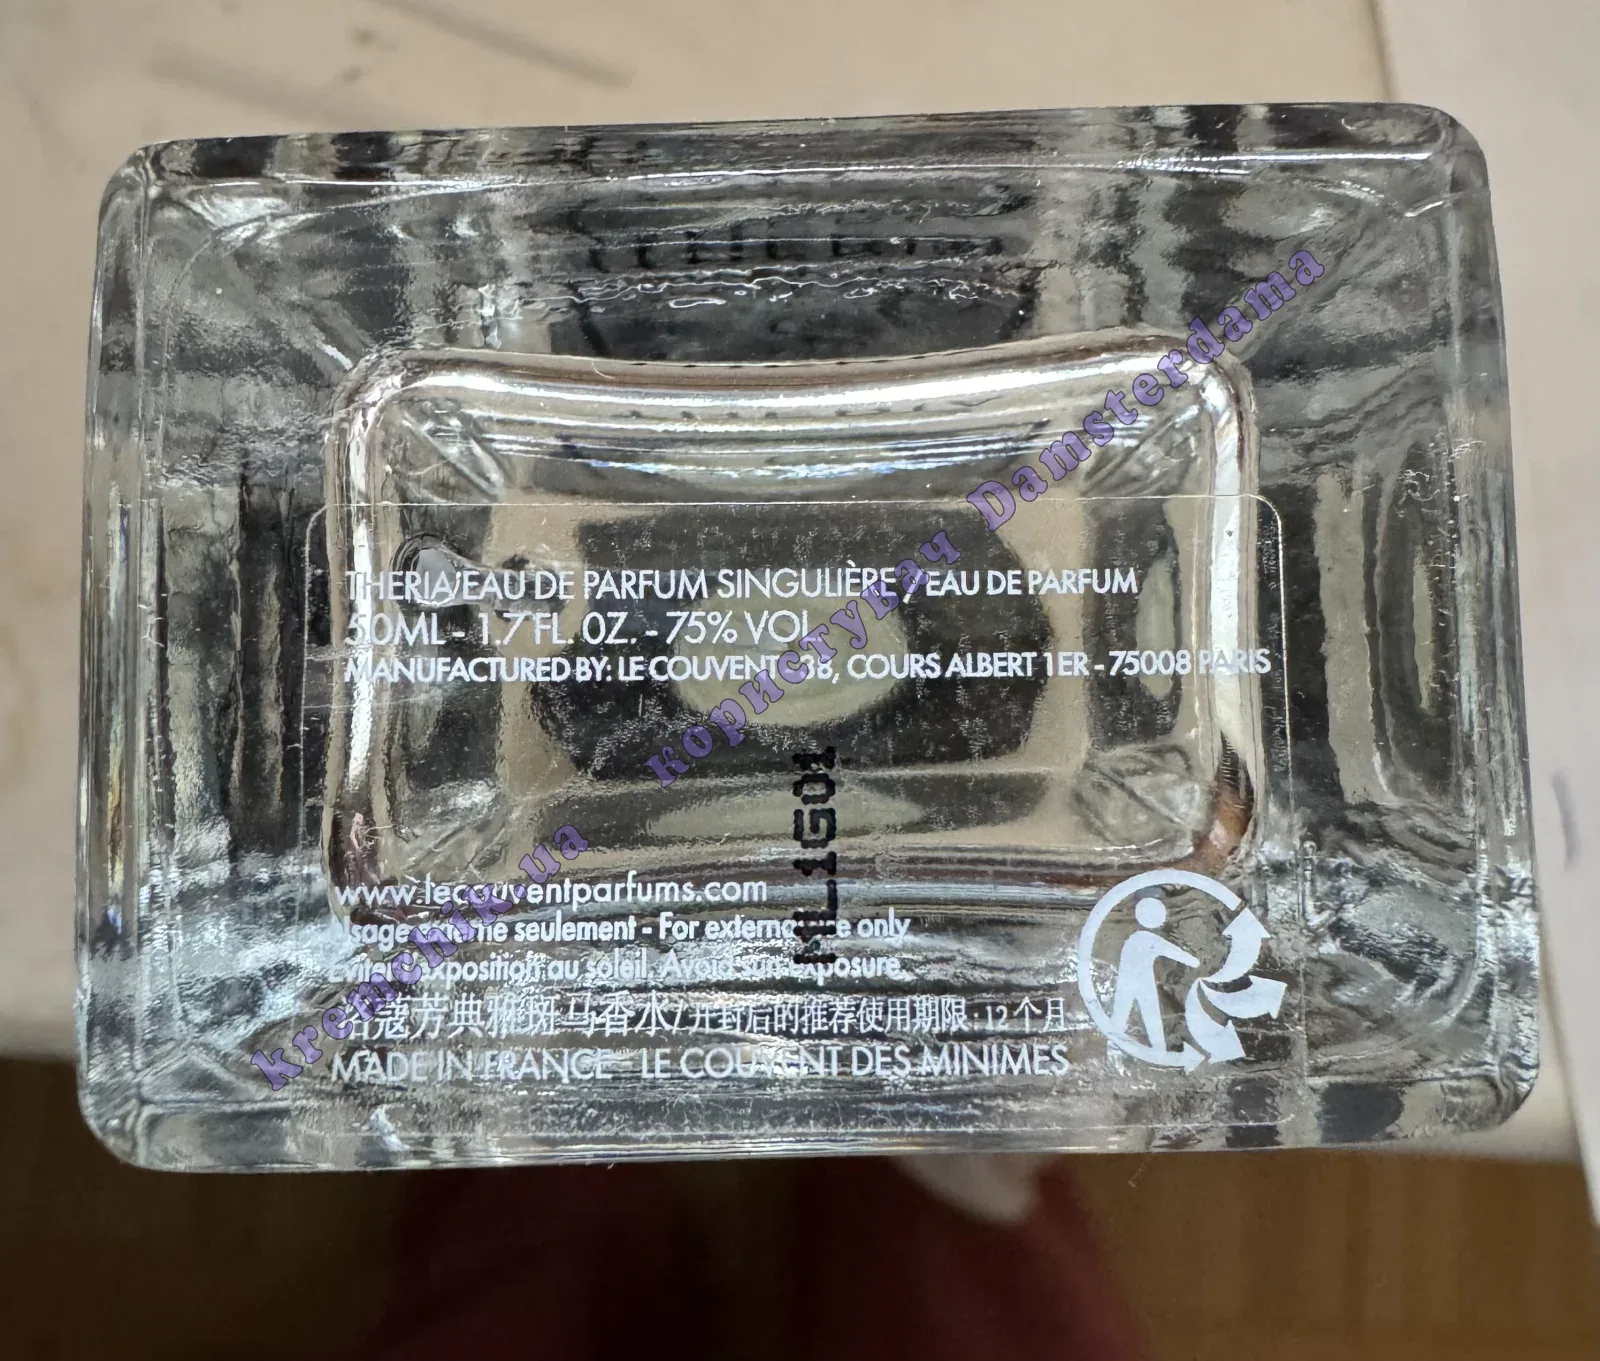 THERIA/EAU DE PARFUM SINGULIÈRE / EAU DE PARFUM
50ML - 1.7 FL. OZ. - 75% VOL.
MANUFACTURED BY: LE COUVENT - 38, COURS ALBERT 1ER - 75008 PARIS
користувач Damsterdama
kremchik.ua
www.lecouventparfums.com
Usage externe seulement - For external use only
Eviter exposition au soleil. Avoid sun exposure.
蔻芳典雅斑马香水/开封后的推荐使用期限:12个月
MADE IN FRANCE - LE COUVENT DES MINIMES